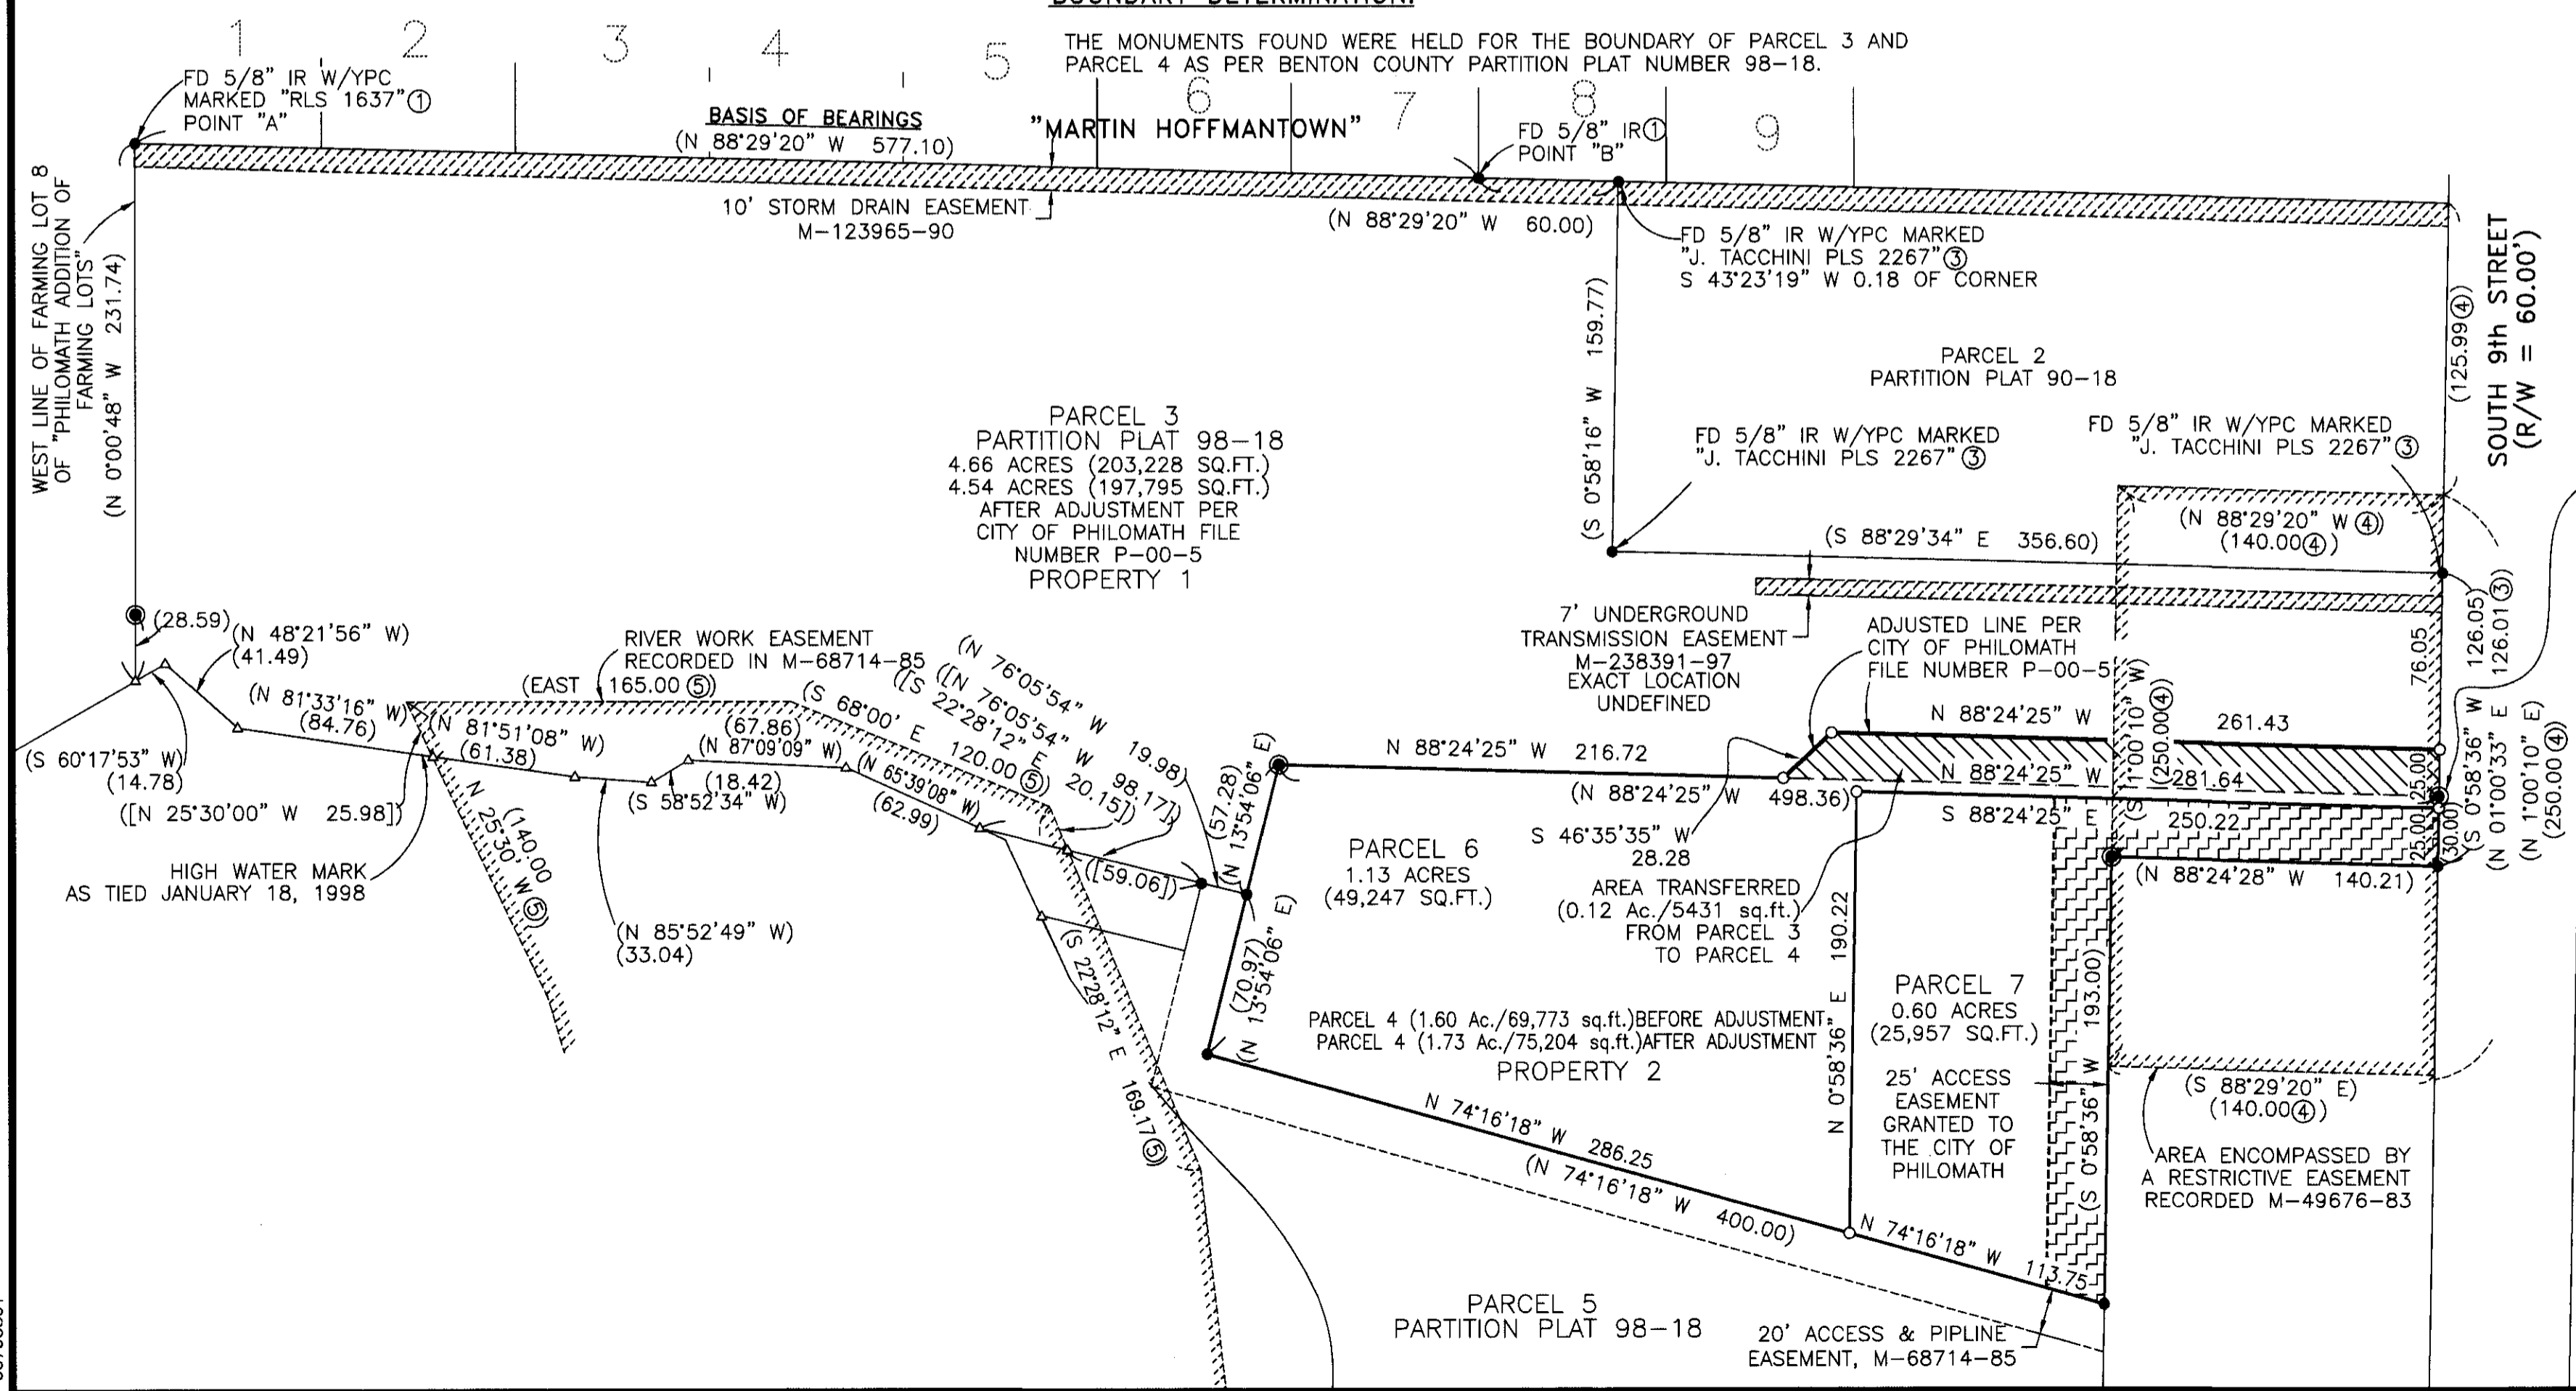 BOUNDARY DETERMINATION:
THE MONUMENTS FOUND WERE HELD FOR THE BOUNDARY OF PARCEL 3 AND
PARCEL 4 AS PER BENTON COUNTY PARTITION PLAT NUMBER 98-18.
1
2
3
4
5
6
7
8
9
FD 5/8" IR W/YPC
MARKED "RLS 1637"①
POINT "A"
BASIS OF BEARINGS
(N 88°29'20" W 577.10)
"MARTIN HOFFMANTOWN"
FD 5/8" IR①
POINT "B"
WEST LINE OF FARMING LOT 8
OF "PHILOMATH ADDITION OF
FARMING LOTS"
(N 0°00'48" W 231.74)
10' STORM DRAIN EASEMENT
M-123965-90
(N 88°29'20" W 60.00)
FD 5/8" IR W/YPC MARKED
"J. TACCHINI PLS 2267"③
S 43°23'19" W 0.18 OF CORNER
(S 0°58'16" W 159.77)
PARCEL 2
PARTITION PLAT 90-18
(125.99④)
SOUTH 9th STREET
(R/W = 60.00')
PARCEL 3
PARTITION PLAT 98-18
4.66 ACRES (203,228 SQ.FT.)
4.54 ACRES (197,795 SQ.FT.)
AFTER ADJUSTMENT PER
CITY OF PHILOMATH FILE
NUMBER P-00-5
PROPERTY 1
FD 5/8" IR W/YPC MARKED
"J. TACCHINI PLS 2267"③
FD 5/8" IR W/YPC MARKED
"J. TACCHINI PLS 2267"③
(N 88°29'20" W④)
(140.00④)
(S 88°29'34" E 356.60)
7' UNDERGROUND
TRANSMISSION EASEMENT
M-238391-97
EXACT LOCATION
UNDEFINED
ADJUSTED LINE PER
CITY OF PHILOMATH
FILE NUMBER P-00-5
76.05
(S 0°58'36" W 126.05)
(N 01°00'33" E 126.01③)
(N 1°00'10" E)
(250.00④)
(28.59)
(N 48°21'56" W)
(41.49)
RIVER WORK EASEMENT
RECORDED IN M-68714-85
(EAST 165.00⑤)
(N 81°33'16" W)
(84.76)
(N 81°51'08" W)
(61.38)
(67.86)
(N 87°09'09" W)
(18.42)
(S 58°52'34" W)
(S 68°00' E 120.00⑤)
([S 22°28'12" E 20.15])
([N 76°05'54" W 98.17])
(N 76°05'54" W 19.98)
(N 65°39'08" W)
(62.99)
(S 60°17'53" W)
(14.78)
([N 25°30'00" W 25.98])
N 25°30' W⑤
(140.00
HIGH WATER MARK
AS TIED JANUARY 18, 1998
(N 85°52'49" W)
(33.04)
([59.06])
(57.28)
(N 13°54'06" E)
(70.97)
(N 13°54'06" E)
(S 22°28'12" E 169.17⑤)
N 88°24'25" W 216.72
(N 88°24'25" W 498.36)
N 88°24'25" W 261.43
N 88°24'25" W 281.64
S 88°24'25" E 250.22
(S 1°00'10" W)
(250.00④)
25.00
25.00
(30.00)
(N 88°24'28" W 140.21)
S 46°35'35" W
28.28
PARCEL 6
1.13 ACRES
(49,247 SQ.FT.)
AREA TRANSFERRED
(0.12 Ac./5431 sq.ft.)
FROM PARCEL 3
TO PARCEL 4
N 0°58'36" E 190.22
PARCEL 4 (1.60 Ac./69,773 sq.ft.)BEFORE ADJUSTMENT
PARCEL 4 (1.73 Ac./75,204 sq.ft.)AFTER ADJUSTMENT
PROPERTY 2
PARCEL 7
0.60 ACRES
(25,957 SQ.FT.)
25' ACCESS
EASEMENT
GRANTED TO
THE CITY OF
PHILOMATH
(S 0°58'36" W 193.00)
(S 88°29'20" E)
(140.00④)
AREA ENCOMPASSED BY
A RESTRICTIVE EASEMENT
RECORDED M-49676-83
N 74°16'18" W 286.25
(N 74°16'18" W 400.00)
N 74°16'18" W 113.75
PARCEL 5
PARTITION PLAT 98-18
20' ACCESS & PIPLINE
EASEMENT, M-68714-85